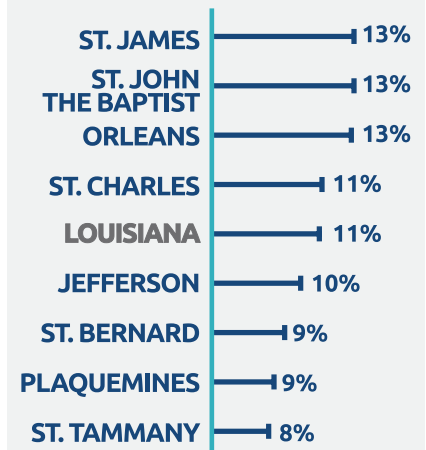 ST. JAMES 13%
ST. JOHN
THE BAPTIST 13%
ORLEANS 13%
ST. CHARLES 11%
LOUISIANA 11%
JEFFERSON 10%
ST. BERNARD 9%
PLAQUEMINES 9%
ST. TAMMANY 8%